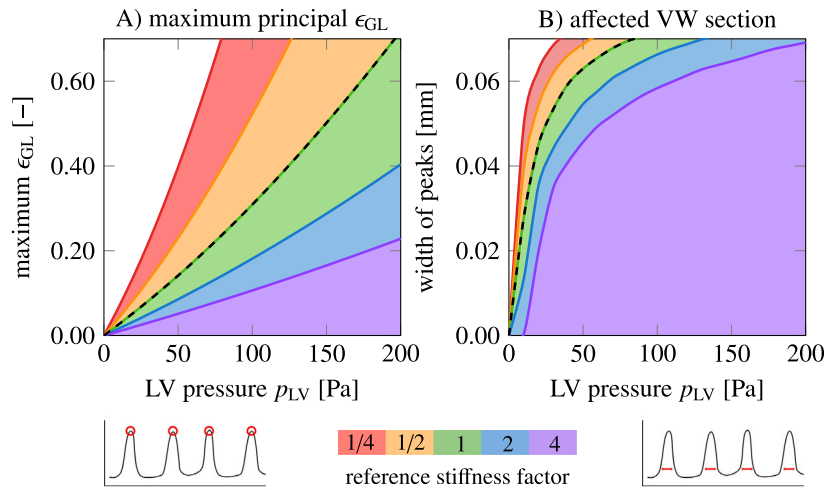 A) maximum principal ϵGL
B) affected VW section
maximum ϵGL [−]
0.60
0.40
0.20
0.00
0
50
100
150
200
LV pressure pLV [Pa]
width of peaks [mm]
0.06
0.04
0.02
0.00
0
50
100
150
200
LV pressure pLV [Pa]
1/4 1/2 1 2 4
reference stiffness factor